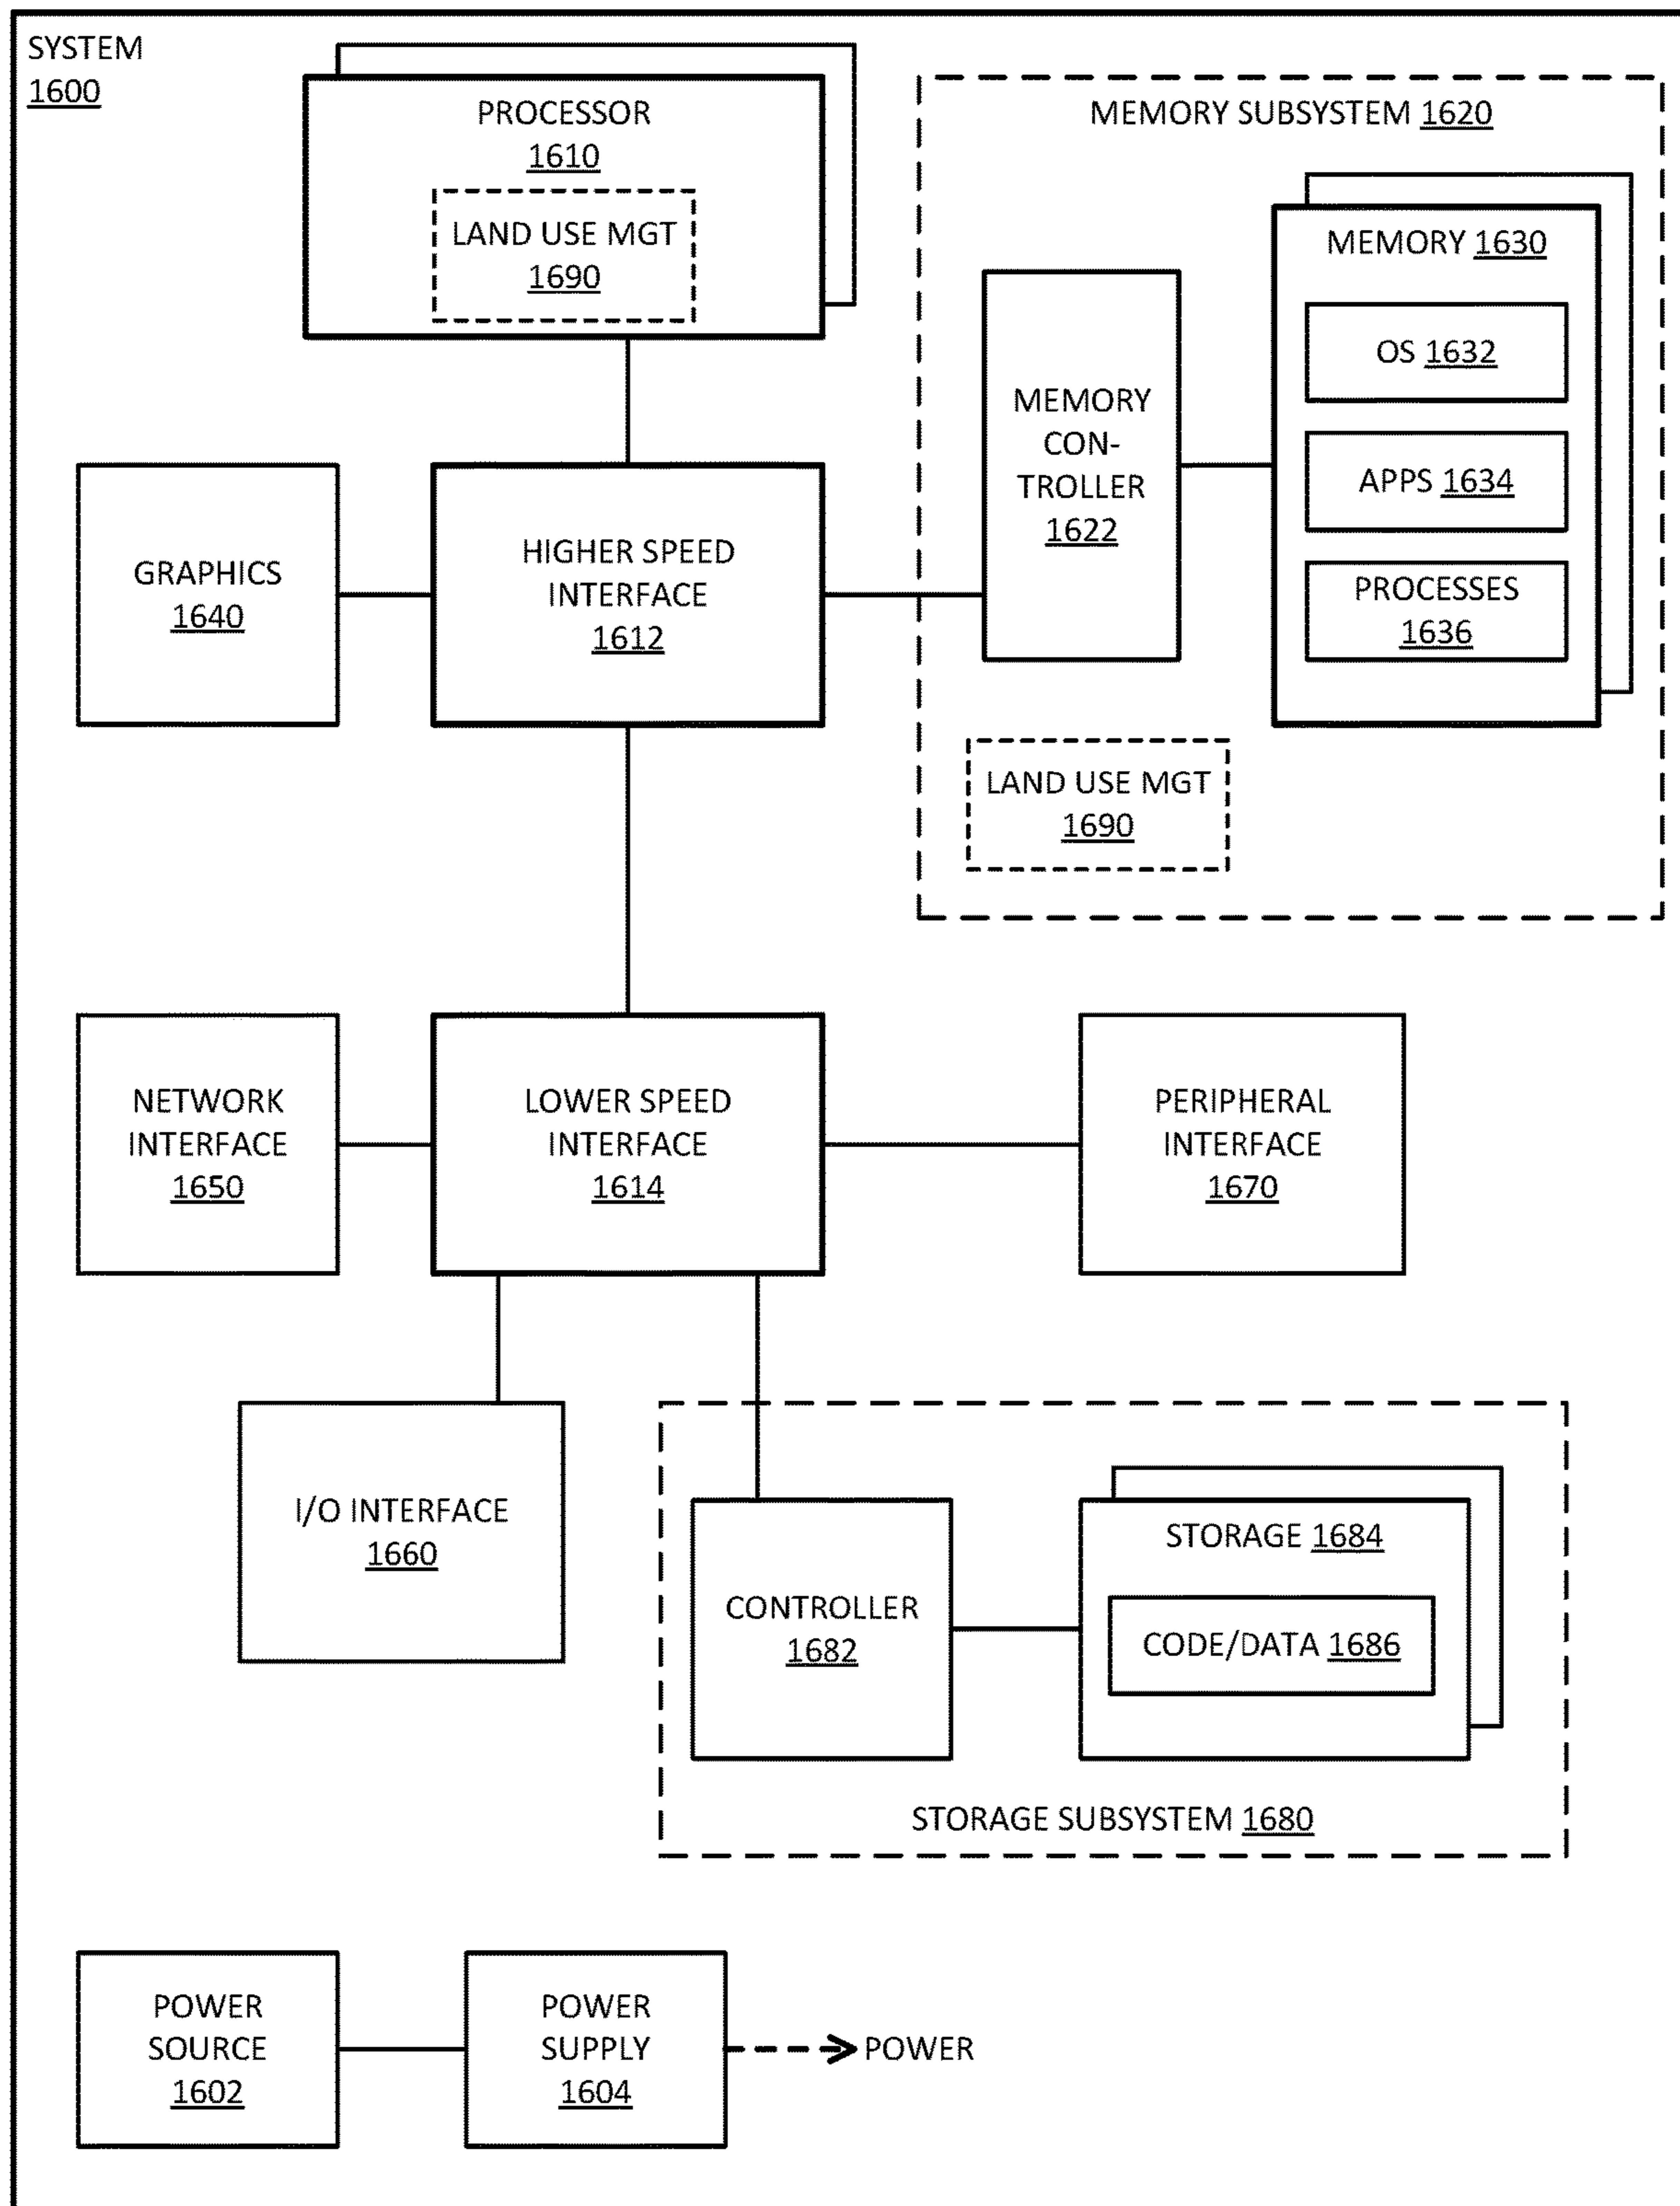 SYSTEM
1600
PROCESSOR
1610
LAND USE MGT
1690
MEMORY SUBSYSTEM 1620
MEMORY 1630
OS 1632
APPS 1634
PROCESSES
1636
MEMORY
CON-
TROLLER
1622
LAND USE MGT
1690
GRAPHICS
1640
HIGHER SPEED
INTERFACE
1612
NETWORK
INTERFACE
1650
LOWER SPEED
INTERFACE
1614
PERIPHERAL
INTERFACE
1670
I/O INTERFACE
1660
CONTROLLER
1682
STORAGE 1684
CODE/DATA 1686
STORAGE SUBSYSTEM 1680
POWER
SOURCE
1602
POWER
SUPPLY
1604
POWER